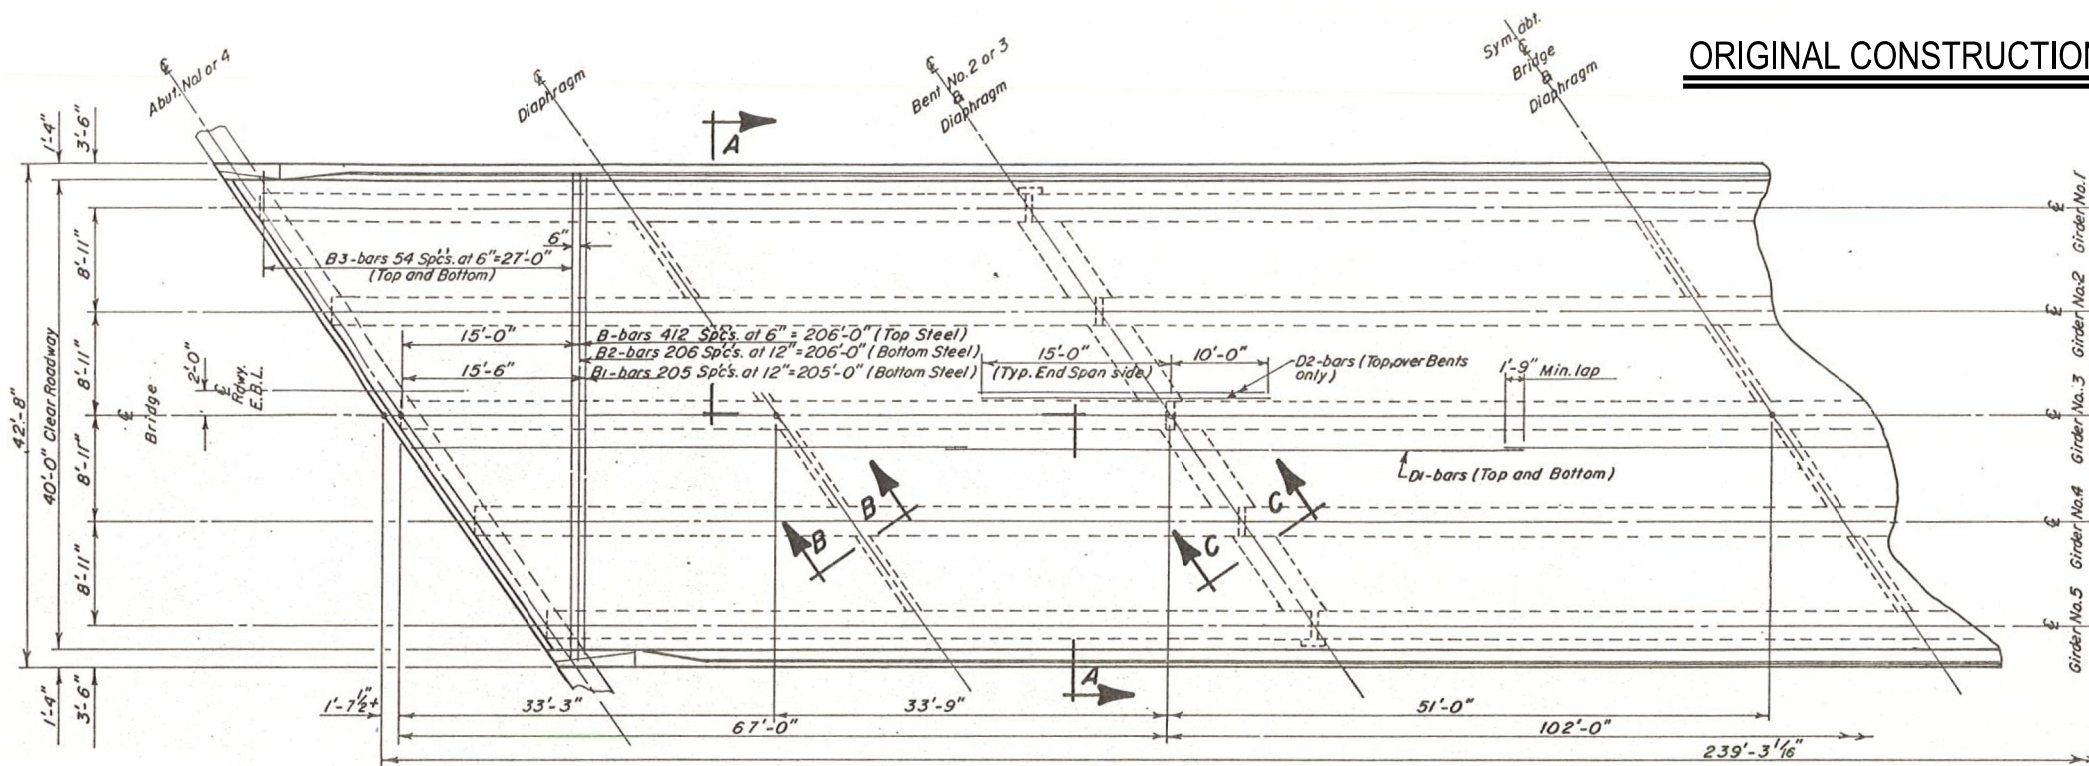 ORIGINAL CONSTRUCTION
℄
Abut. No.1 or 4
℄
Diaphragm
℄
Bent No. 2 or 3
&
Diaphragm
Sym. abt.
℄
Bridge
&
Diaphragm
A
1'-4"
3'-6"
42'-8"
40'-0" Clear Roadway
8'-11"
8'-11"
8'-11"
8'-11"
1'-4"
3'-6"
℄
Bridge
2'-0"
℄
Rdwy.
E.B.L.
6"
B3-bars 54 Spcs. at 6"=27'-0"
(Top and Bottom)
15'-0"
B-bars 412 Spcs. at 6" = 206'-0" (Top Steel)
B2-bars 206 Spcs. at 12"=206'-0" (Bottom Steel)
15'-6"
B1-bars 205 Spcs. at 12"=205'-0" (Bottom Steel)
15'-0"
(Typ. End Span side)
10'-0"
D2-bars (Top, over Bents
only)
1'-9" Min. lap
D1-bars (Top and Bottom)
B
B
C
C
A
℄ Girder No.1
℄ Girder No.2
℄ Girder No.3
℄ Girder No.4
℄ Girder No.5
1'-7½"+
33'-3"
33'-9"
51'-0"
67'-0"
102'-0"
239'-3 1/16"